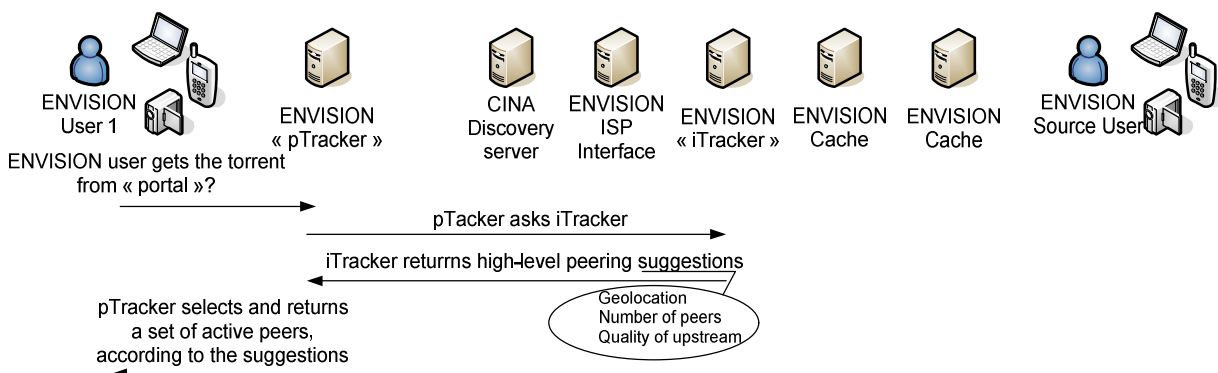 ENVISION
User 1
ENVISION
« pTracker »
CINA
Discovery
server
ENVISION
ISP
Interface
ENVISION
« iTracker »
ENVISION
Cache
ENVISION
Cache
ENVISION
Source User
ENVISION user gets the torrent
from « portal »?
pTacker asks iTracker
iTracker returrns high-level peering suggestions
Geolocation
Number of peers
Quality of upstream
pTracker selects and returns
a set of active peers,
according to the suggestions